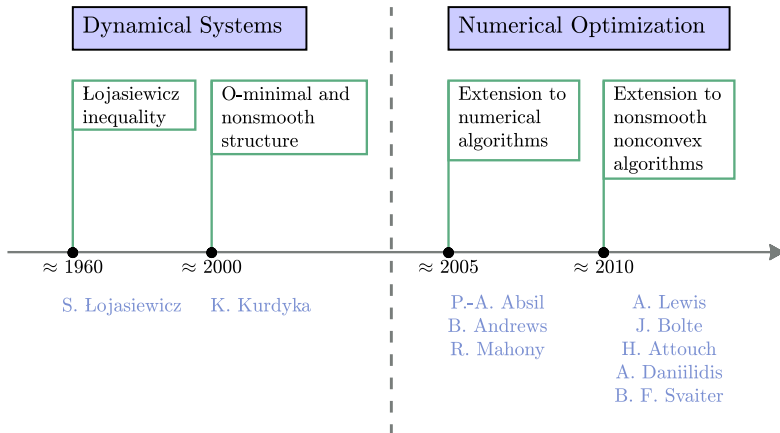 Dynamical Systems
Numerical Optimization
Łojasiewicz
inequality
O-minimal and
nonsmooth
structure
Extension to
numerical
algorithms
Extension to
nonsmooth
nonconvex
algorithms
≈ 1960
≈ 2000
≈ 2005
≈ 2010
S. Łojasiewicz
K. Kurdyka
P.-A. Absil
B. Andrews
R. Mahony
A. Lewis
J. Bolte
H. Attouch
A. Daniilidis
B. F. Svaiter